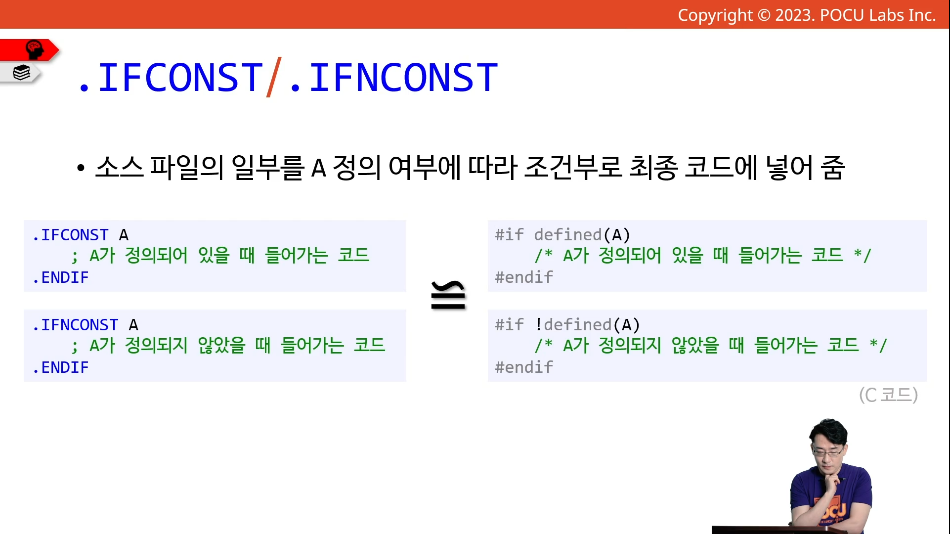 Copyright © 2023. POCU Labs Inc.
.IFCONST/.IFNCONST
• 소스 파일의 일부를 A 정의 여부에 따라 조건부로 최종 코드에 넣어 줌
.IFCONST A
; A가 정의되어 있을 때 들어가는 코드
.ENDIF
.IFNCONST A
; A가 정의되지 않았을 때 들어가는 코드
.ENDIF
≅
#if defined(A)
/* A가 정의되어 있을 때 들어가는 코드 */
#endif
#if !defined(A)
/* A가 정의되지 않았을 때 들어가는 코드 */
#endif
(C 코드)
POCU